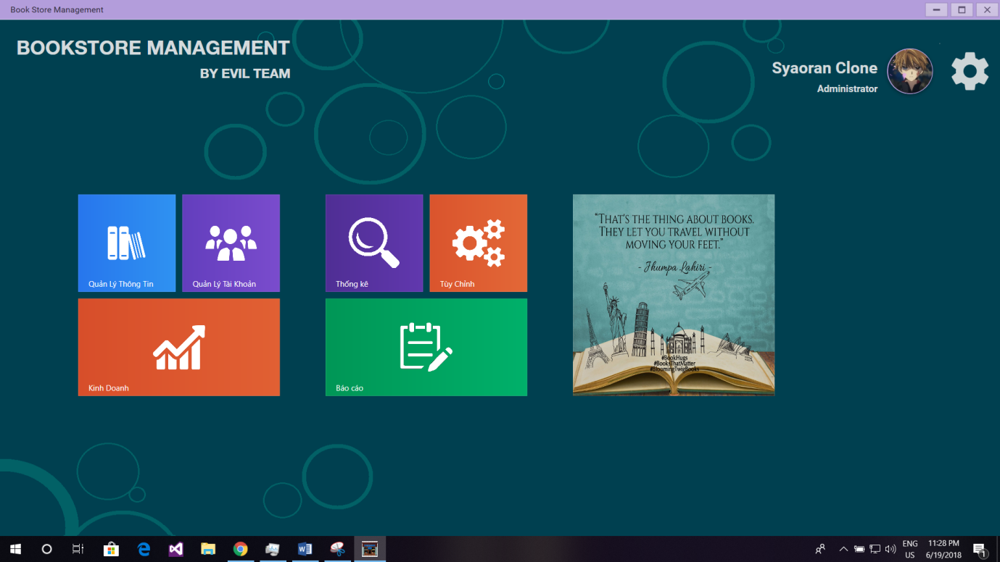 Book Store Management
BOOKSTORE MANAGEMENT
BY EVIL TEAM
Syaoran Clone
Administrator
Quản Lý Thông Tin
Quản Lý Tài Khoản
Thống kê
Tùy Chỉnh
Kinh Doanh
Báo cáo
“THAT'S THE THING ABOUT BOOKS.
THEY LET YOU TRAVEL WITHOUT
MOVING YOUR FEET.”
- Jhumpa Lahiri -
#BookHugs
#BooksThatMatter
#BloomingTwigBooks
ENG
US
11:28 PM
6/19/2018
1